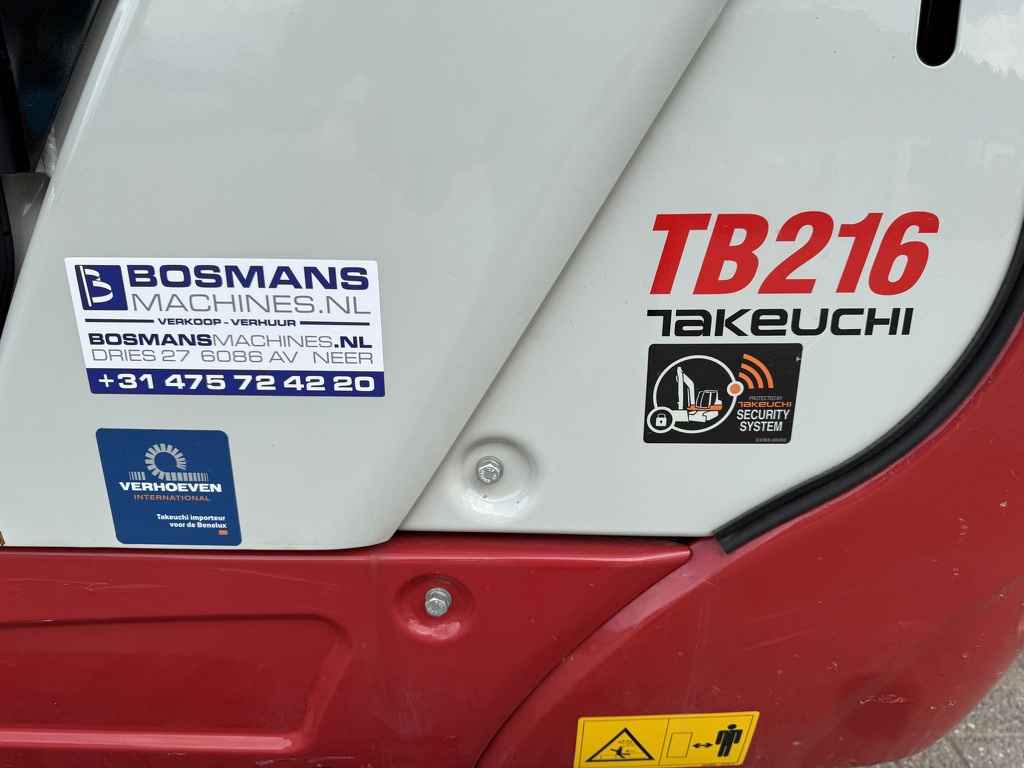 BOSMANS
MACHINES.NL
VERKOOP - VERHUUR
BOSMANSMACHINES.NL
DRIES 27 6086 AV NEER
+31 475 72 42 20
VERHOEVEN
INTERNATIONAL
Takeuchi importeur
voor de Benelux
TB216
TAKEUCHI
PROTECTED BY
TAKEUCHI
SECURITY
SYSTEM